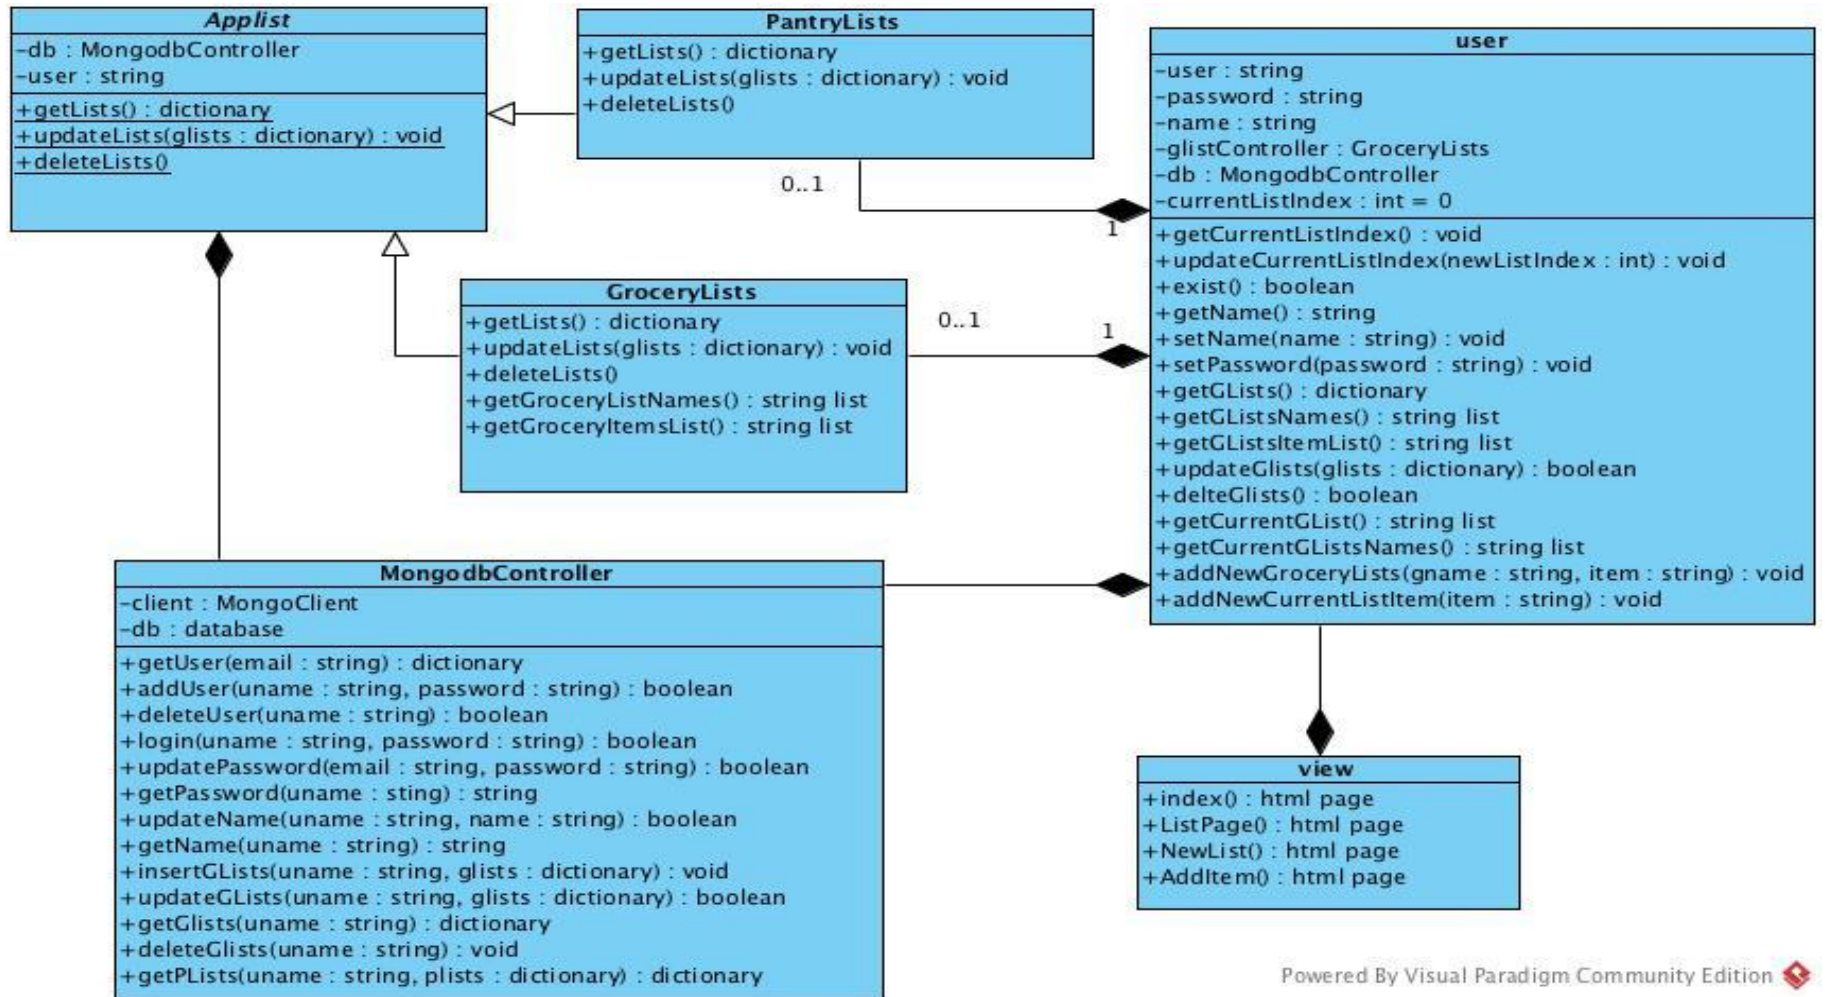 Applist
-db : MongodbController
-user : string
+getLists() : dictionary
+updateLists(glists : dictionary) : void
+deleteLists()
PantryLists
+getLists() : dictionary
+updateLists(glists : dictionary) : void
+deleteLists()
user
-user : string
-password : string
-name : string
-glistController : GroceryLists
-db : MongodbController
-currentListIndex : int = 0
+getCurrentListIndex() : void
+updateCurrentListIndex(newListIndex : int) : void
+exist() : boolean
+getName() : string
+setName(name : string) : void
+setPassword(password : string) : void
+getGLists() : dictionary
+getGListsNames() : string list
+getGListsItemList() : string list
+updateGlists(glists : dictionary) : boolean
+delteGlists() : boolean
+getCurrentGList() : string list
+getCurrentGListsNames() : string list
+addNewGroceryLists(gname : string, item : string) : void
+addNewCurrentListItem(item : string) : void
0..1
1
GroceryLists
+getLists() : dictionary
+updateLists(glists : dictionary) : void
+deleteLists()
+getGroceryListNames() : string list
+getGroceryItemsList() : string list
0..1
1
MongodbController
-client : MongoClient
-db : database
+getUser(email : string) : dictionary
+addUser(uname : string, password : string) : boolean
+deleteUser(uname : string) : boolean
+login(uname : string, password : string) : boolean
+updatePassword(email : string, password : string) : boolean
+getPassword(uname : sting) : string
+updateName(uname : string, name : string) : boolean
+getName(uname : string) : string
+insertGLists(uname : string, glists : dictionary) : void
+updateGLists(uname : string, glists : dictionary) : boolean
+getGlists(uname : string) : dictionary
+deleteGlists(uname : string) : void
+getPLists(uname : string, plists : dictionary) : dictionary
view
+index() : html page
+ListPage() : html page
+NewList() : html page
+AddItem() : html page
Powered By Visual Paradigm Community Edition